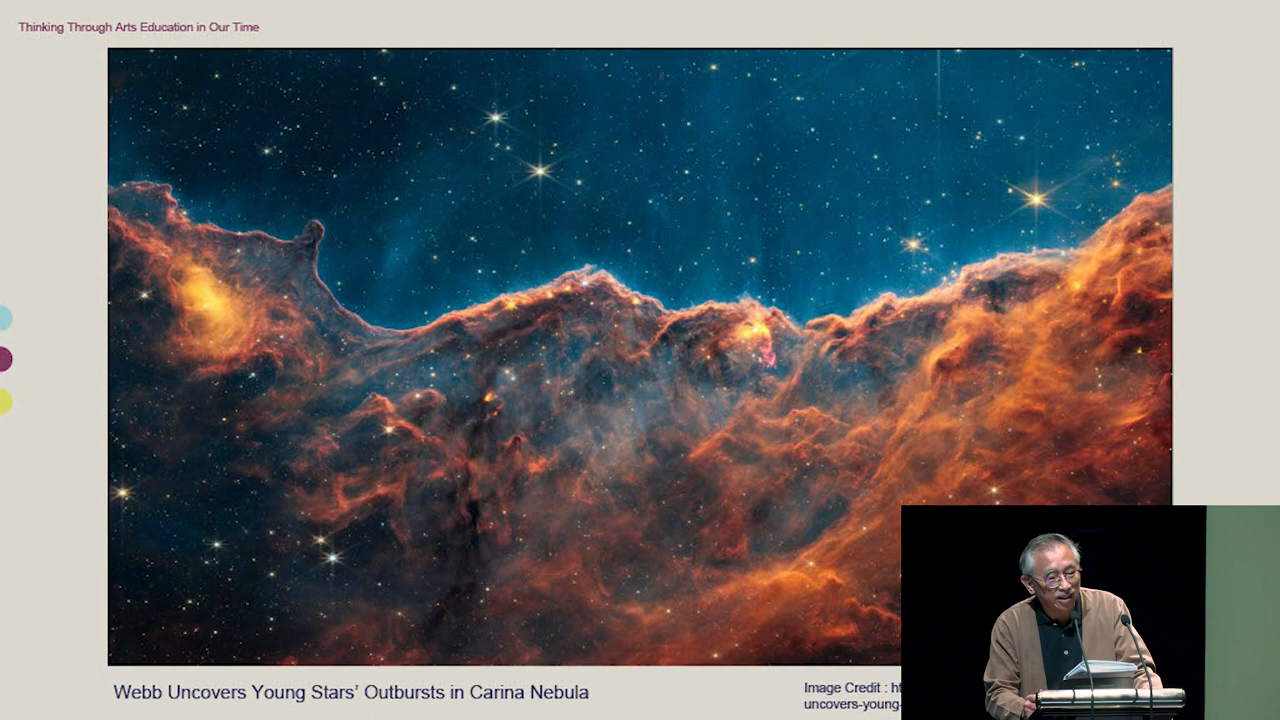 Thinking Through Arts Education in Our Time
Webb Uncovers Young Stars’ Outbursts in Carina Nebula
Image Credit :
uncovers-young-